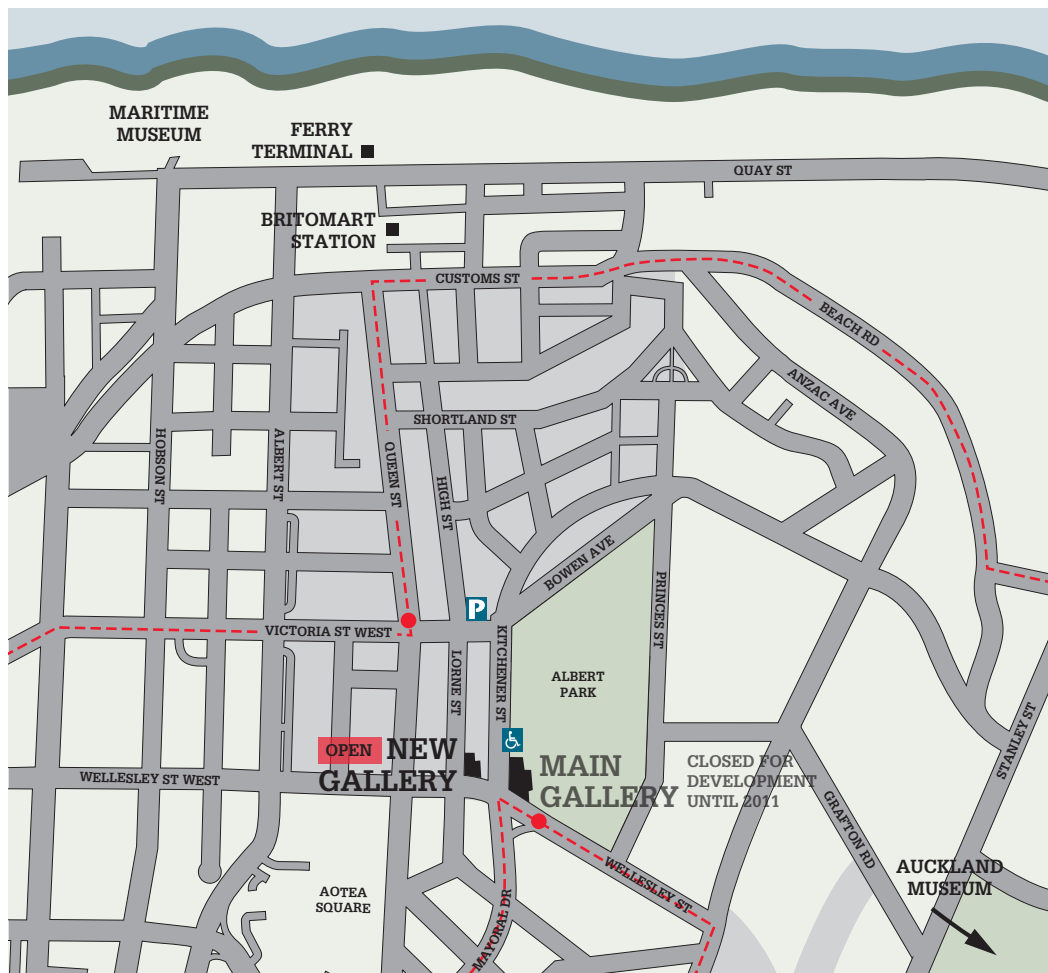 MARITIME
MUSEUM
FERRY
TERMINAL
QUAY ST
BRITOMART
STATION
CUSTOMS ST
BEACH RD
ANZAC AVE
SHORTLAND ST
HOBSON ST
ALBERT ST
QUEEN ST
HIGH ST
BOWEN AVE
PRINCES ST
P
VICTORIA ST WEST
KITCHENER ST
LORNE ST
ALBERT
PARK
STANLEY ST
OPEN NEW
GALLERY
MAIN
GALLERY
CLOSED FOR
DEVELOPMENT
UNTIL 2011
WELLESLEY ST WEST
GRAFTON RD
WELLESLEY ST
AUCKLAND
MUSEUM
AOTEA
SQUARE
MAYORAL DR